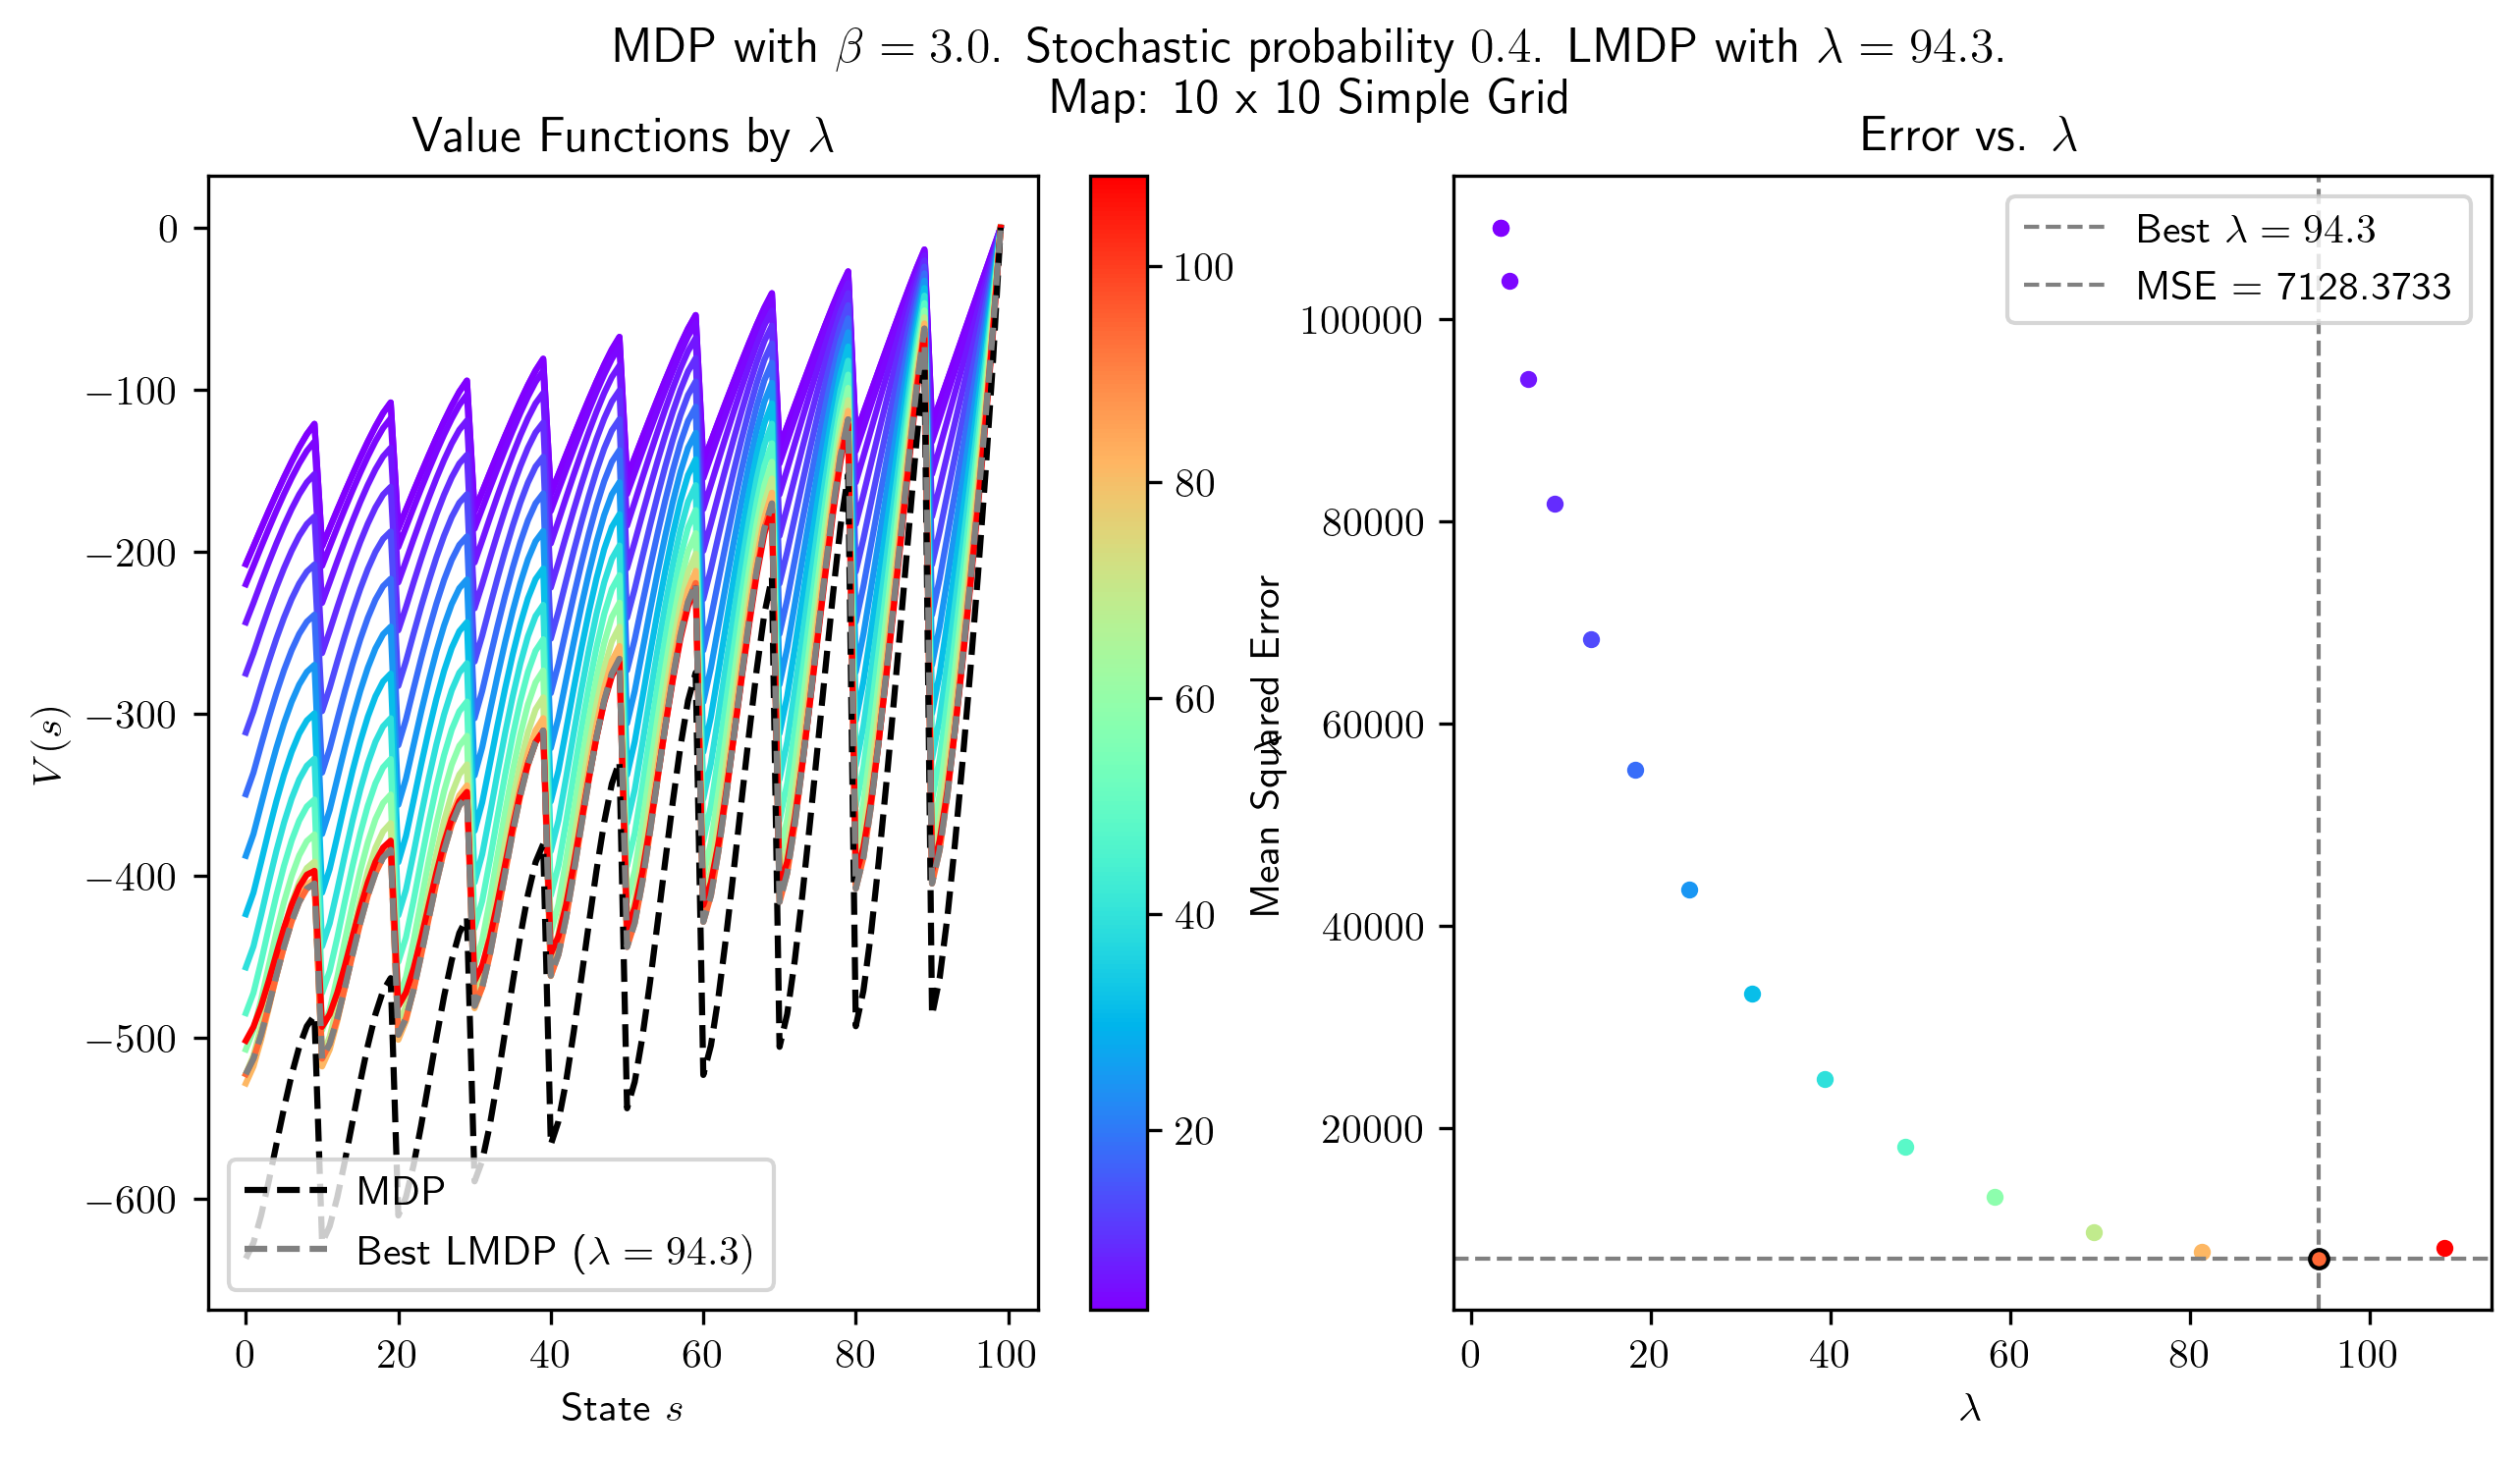 MDP with β = 3.0. Stochastic probability 0.4. LMDP with λ = 94.3.
Map: 10 x 10 Simple Grid
Value Functions by λ
V(s)
0
−100
−200
−300
−400
−500
−600
MDP
Best LMDP (λ = 94.3)
0 20 40 60 80 100
State s
100
80
60
40
20
λ
Error vs. λ
Mean Squared Error
100000
80000
60000
40000
20000
Best λ = 94.3
MSE = 7128.3733
0 20 40 60 80 100
λ